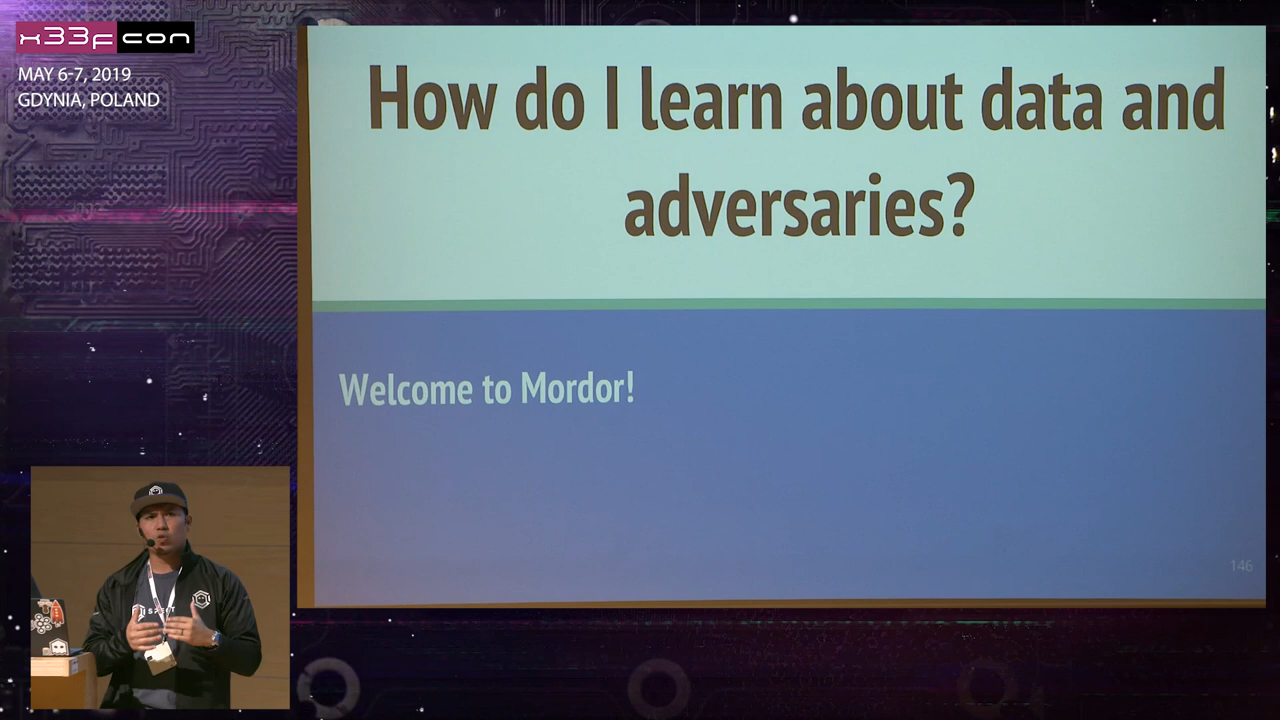 x33fcon
MAY 6-7, 2019
GDYNIA, POLAND
How do I learn about data and
adversaries?
Welcome to Mordor!
146